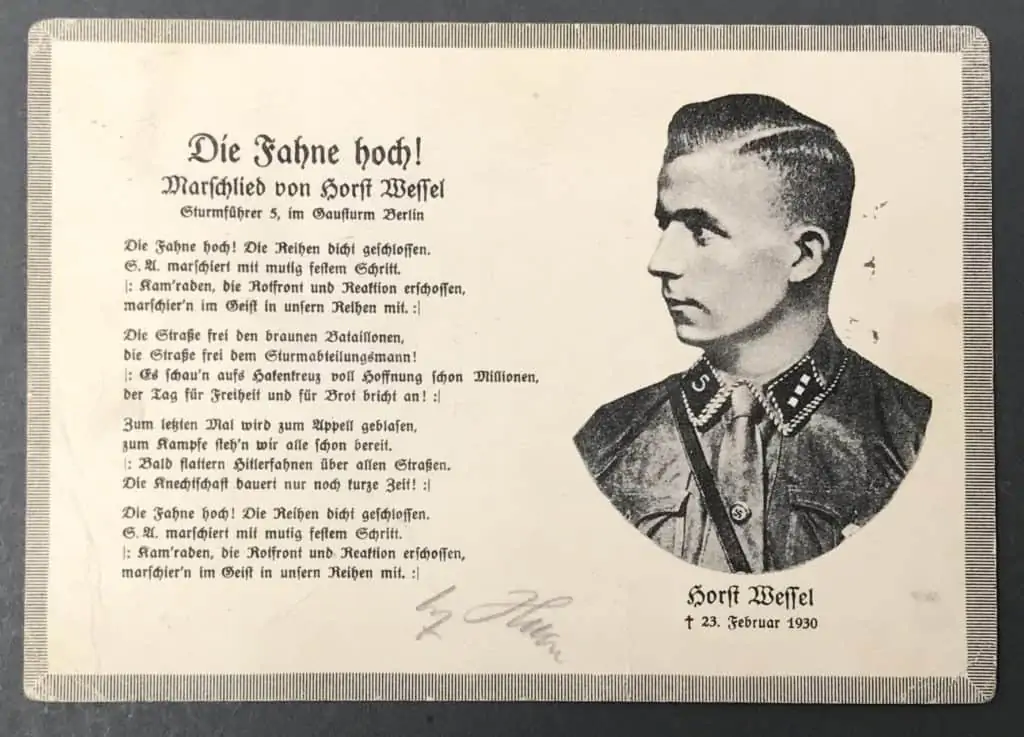 Die Fahne hoch!
Marschlied von Horst Wessel
Sturmführer 5, im Gausturm Berlin
Die Fahne hoch! Die Reihen dicht geschlossen.
S. A. marschiert mit mutig festem Schritt.
|: Kam'raden, die Rotfront und Reaktion erschossen,
marschier'n im Geist in unsern Reihen mit. :|
Die Straße frei den braunen Bataillonen,
die Straße frei dem Sturmabteilungsmann!
|: Es schau'n aufs Hakenkreuz voll Hoffnung schon Millionen,
der Tag für Freiheit und für Brot bricht an! :|
Zum letzten Mal wird zum Appell geblasen,
zum Kampfe steh'n wir alle schon bereit.
|: Bald flattern Hitlerfahnen über allen Straßen.
Die Knechtschaft dauert nur noch kurze Zeit! :|
Die Fahne hoch! Die Reihen dicht geschlossen.
S. A. marschiert mit mutig festem Schritt.
|: Kam'raden, die Rotfront und Reaktion erschossen,
marschier'n im Geist in unsern Reihen mit. :|
5
Horst Wessel
† 23. Februar 1930